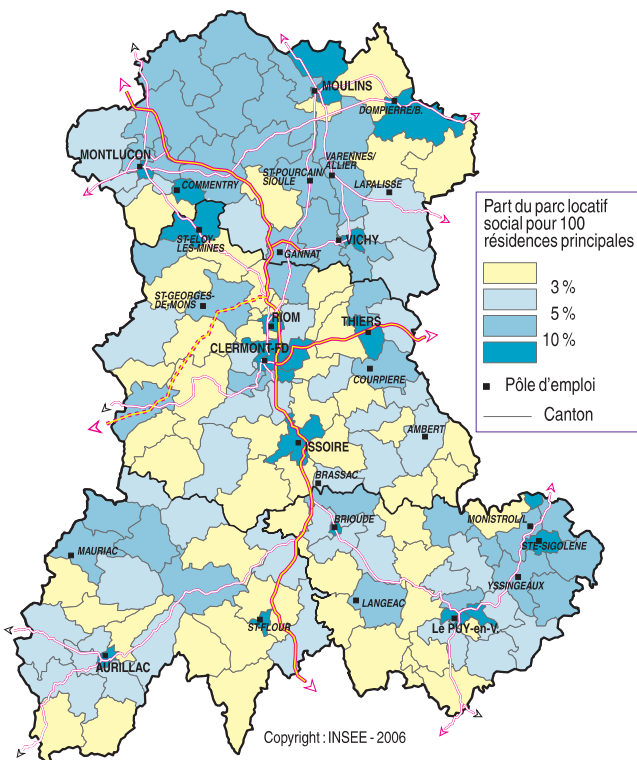 MOULINS
DOMPIERRE/B.
MONTLUCON
VARENNES/
ALLIER
ST-POURCAIN/
SIOULE
COMMENTRY
LAPALISSE
Part du parc locatif
social pour 100
résidences principales
3 %
5 %
10 %
Pôle d'emploi
Canton
ST-ELOY-
LES-MINES
VICHY
GANNAT
ST-GEORGES-
DE-MONS
RIOM
THIERS
CLERMONT-FD
COURPIERE
AMBERT
ISSOIRE
BRASSAC
BRIOUDE
MONISTROL/L
STE-SIGOLENE
MAURIAC
YSSINGEAUX
LANGEAC
ST-FLOUR
Le PUY-en-V.
AURILLAC
Copyright : INSEE - 2006